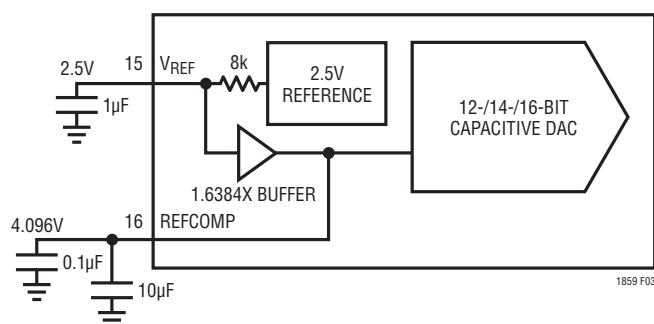 2.5V
15
VREF
8k
2.5V
REFERENCE
12-/14-/16-BIT
CAPACITIVE DAC
1µF
1.6384X BUFFER
4.096V
16
REFCOMP
0.1µF
10µF
1859 F03